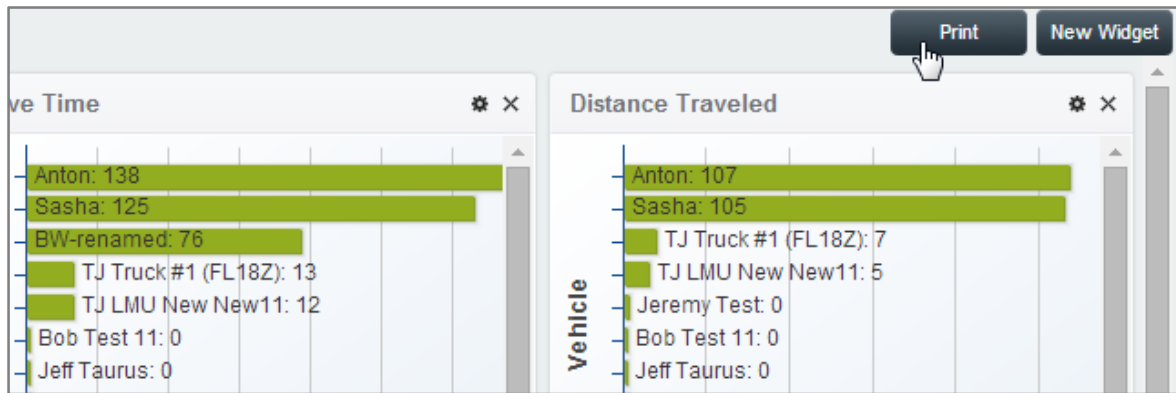 Print
New Widget
ve Time
Anton: 138
Sasha: 125
BW-renamed: 76
TJ Truck #1 (FL18Z): 13
TJ LMU New New11: 12
Bob Test 11: 0
Jeff Taurus: 0
Distance Traveled
Vehicle
Anton: 107
Sasha: 105
TJ Truck #1 (FL18Z): 7
TJ LMU New New11: 5
Jeremy Test: 0
Bob Test 11: 0
Jeff Taurus: 0